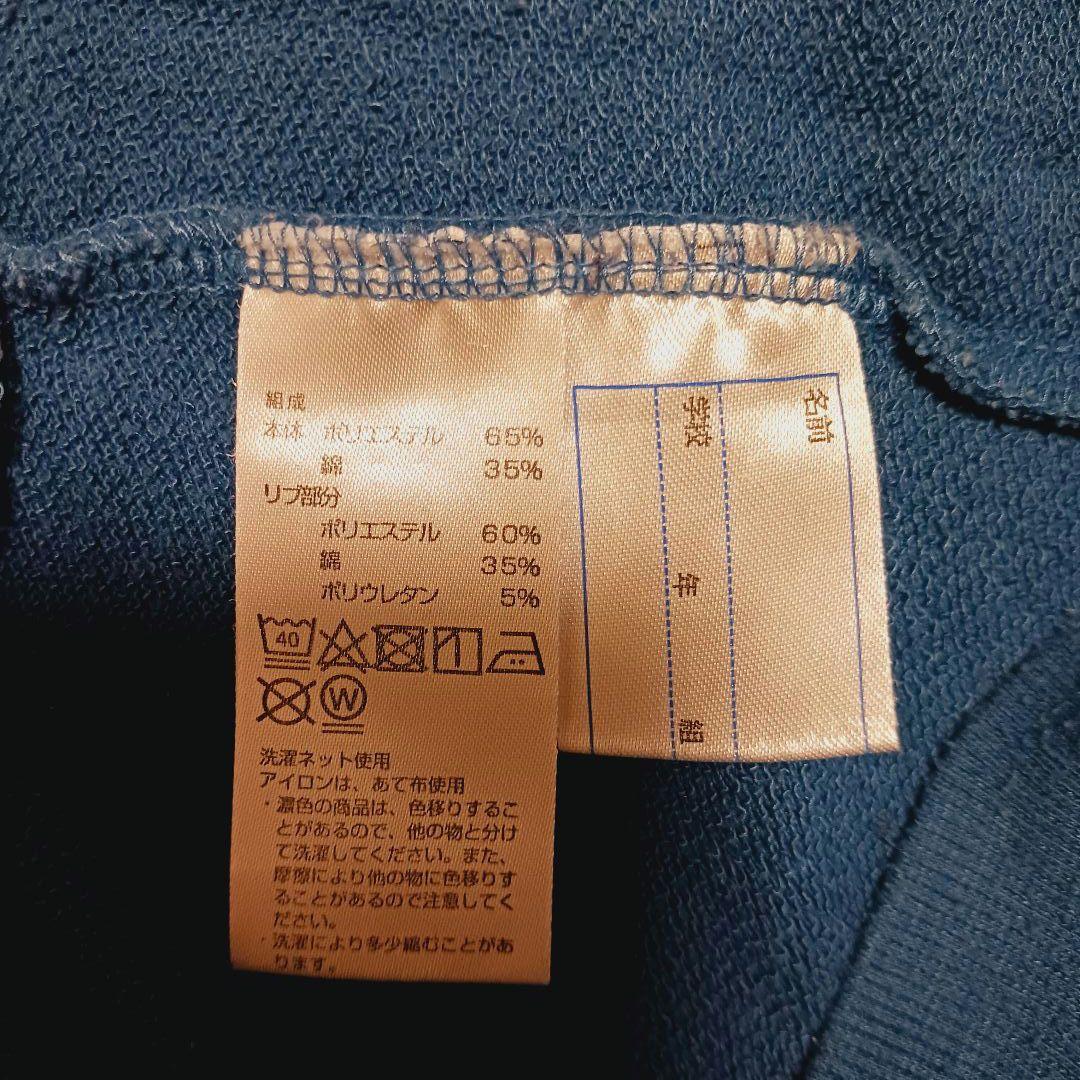 組成
本体 ポリエステル 65%
綿 35%
リブ部分
ポリエステル 60%
綿 35%
ポリウレタン 5%
40
W
洗濯ネット使用
アイロンは、あて布使用
・濃色の商品は、色移りするこ
とがあるので、他の物と分け
て洗濯してください。また、
摩擦により他の物に色移りす
ることがあるので注意してく
ださい。
・洗濯により多少縮むことがあ
ります。
名前
学校
年
組